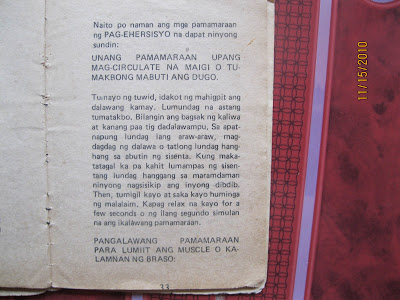 Naito po naman ang mga pamamaraan
ng PAG-EHERSISYO na dapat ninyong
sundin:
UNANG PAMAMARAAN UPANG
MAG-CIRCULATE NA MAIGI O TU-
MAKBONG MABUTI ANG DUGO.
Tumayo ng tuwid, idakot ng mahigpit ang
dalawang kamay. Lumundag na astang
tumatakbo. Bilangin ang bagsak ng kaliwa
at kanang paa tig dadalawampu. Sa apat-
napung lundag ang araw-araw, mag-
dagdag ng dalawa o tatlong lundag hang-
hang sa abutin ng sisenta. Kung maka-
tatagal ka pa kahit lumampas ng sisen-
tang lundag hanggang sa maramdaman
ninyong nagsisikip ang inyong dibdib.
Then, tumigil kayo at saka kayo huminga
ng malalaim. Kapag relax na kayo for a
few seconds o ng ilang segundo simulan
na ang ikalawang pamamaraan.
PANGALAWANG PAMAMARAAN
PARA LUMIIT ANG MUSCLE O KA-
LAMNAN NG BRASO:
33
11/15/2010